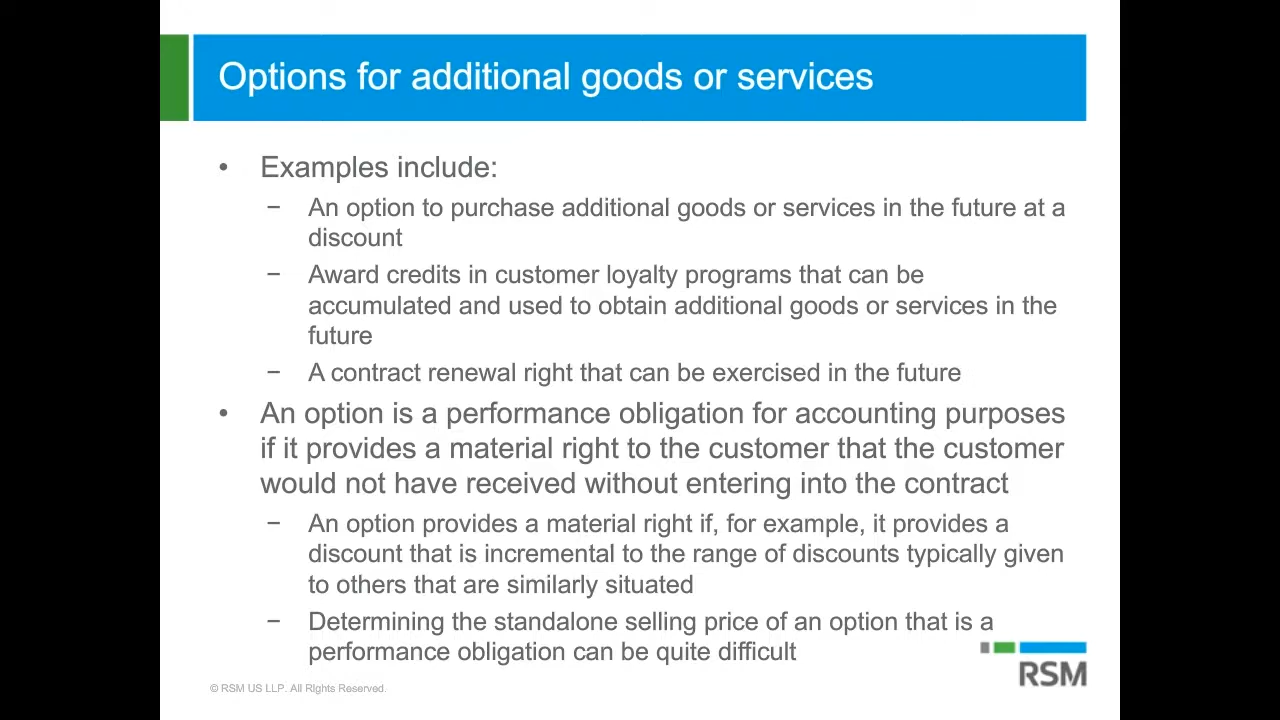 Options for additional goods or services
• Examples include:
− An option to purchase additional goods or services in the future at a
discount
− Award credits in customer loyalty programs that can be
accumulated and used to obtain additional goods or services in the
future
− A contract renewal right that can be exercised in the future
• An option is a performance obligation for accounting purposes
if it provides a material right to the customer that the customer
would not have received without entering into the contract
− An option provides a material right if, for example, it provides a
discount that is incremental to the range of discounts typically given
to others that are similarly situated
− Determining the standalone selling price of an option that is a
performance obligation can be quite difficult
RSM
© RSM US LLP. All Rights Reserved.